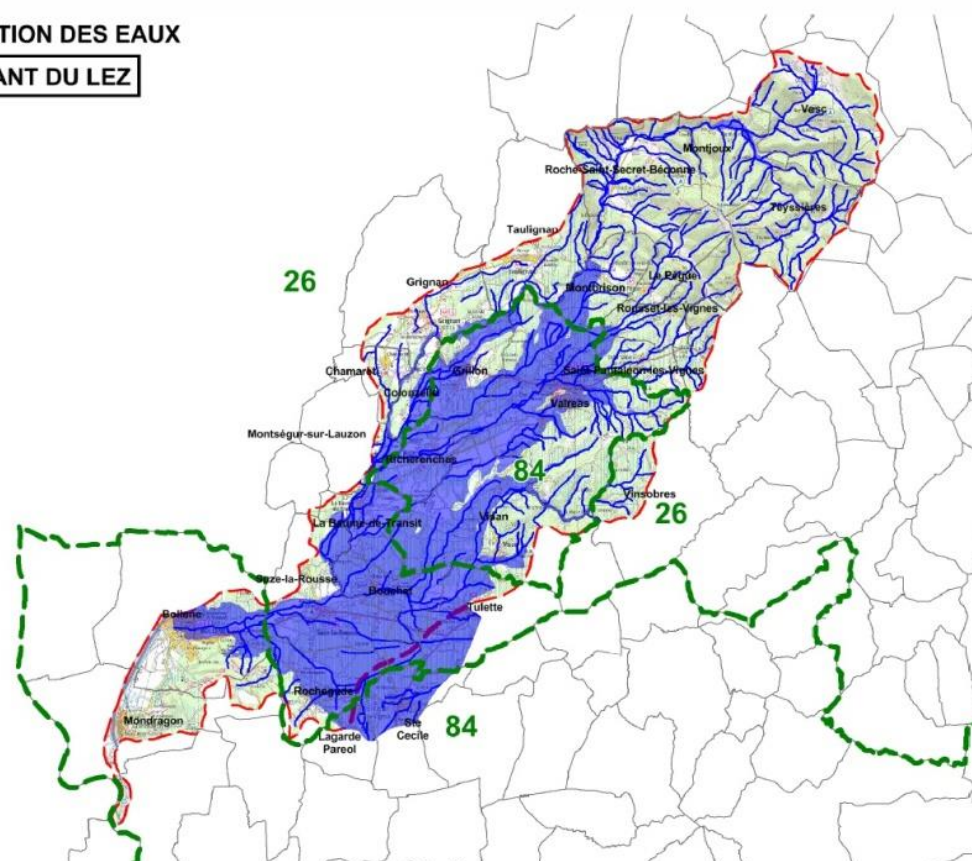 TION DES EAUX
ANT DU LEZ
Vesc
Montjoux
Roche-Saint-Secret-Béconne
Teyssières
Taulignan
26
Grignan
Le Pègue
Montbrison
Rousset-les-Vignes
Chamaret
Grillon
Saint-Pantaléon-les-Vignes
Colonzelle
Valréas
Montségur-sur-Lauzon
Richerenches
84
Vinsobres
26
Visan
La Baume-de-Transit
Suze-la-Rousse
Bouchet
Tulette
Bollène
Rochegude
Mondragon
Ste
Cecile
84
Lagarde
Pareol